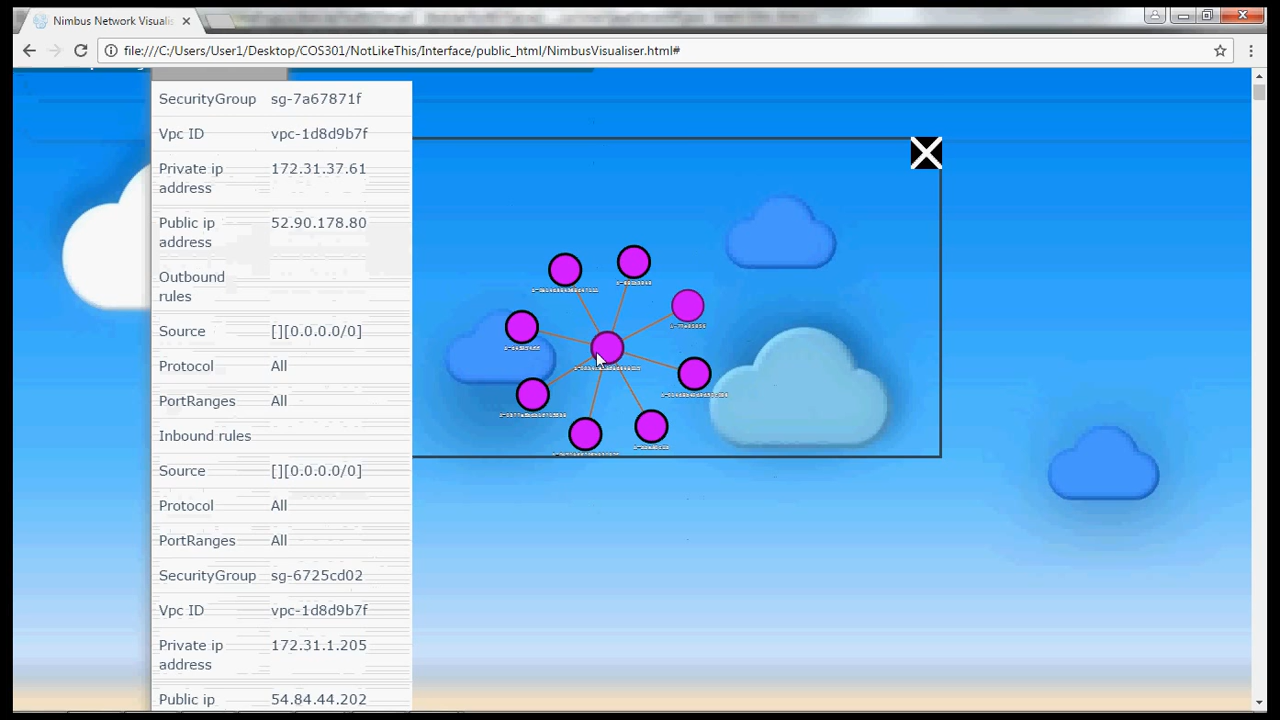 Nimbus Network Visualis
file:///C:/Users/User1/Desktop/COS301/NotLikeThis/Interface/public_html/NimbusVisualiser.html#
SecurityGroup sg-7a67871f
Vpc ID vpc-1d8d9b7f
Private ip address 172.31.37.61
Public ip address 52.90.178.80
Outbound rules
Source [][0.0.0.0/0]
Protocol All
PortRanges All
Inbound rules
Source [][0.0.0.0/0]
Protocol All
PortRanges All
SecurityGroup sg-6725cd02
Vpc ID vpc-1d8d9b7f
Private ip address 172.31.1.205
Public ip 54.84.44.202